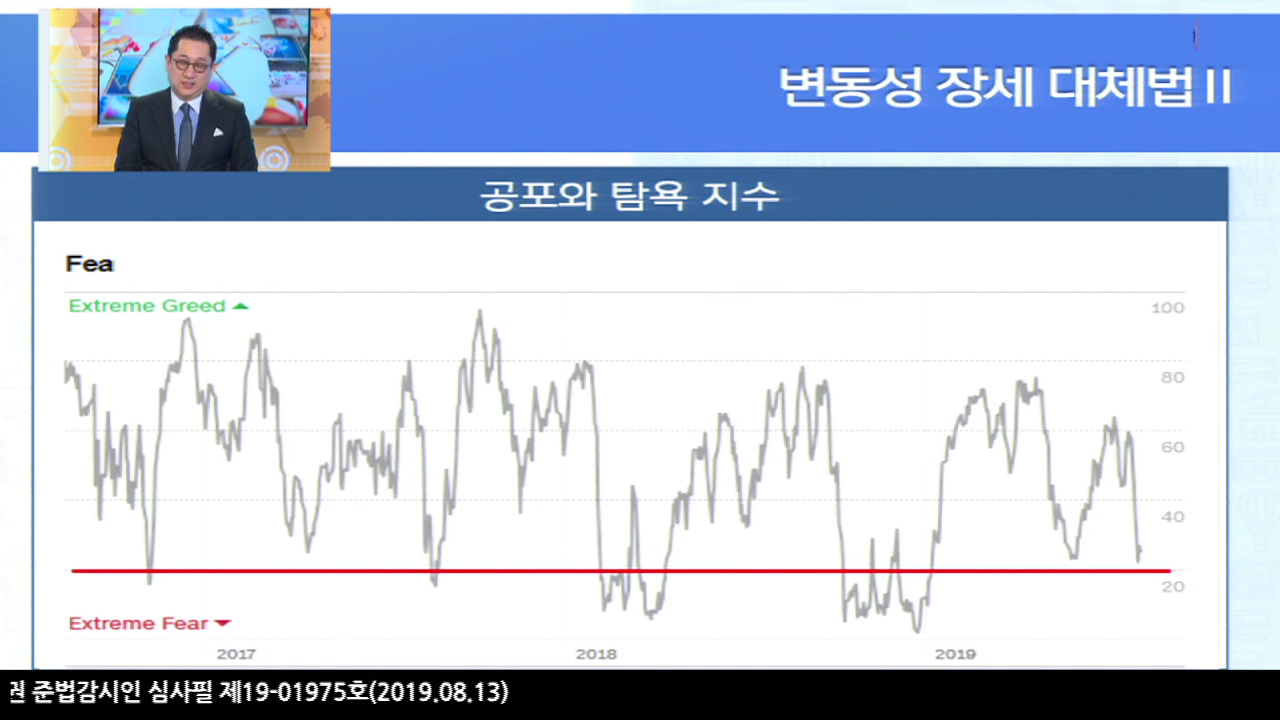 변동성 장세 대체법 II
공포와 탐욕 지수
Fea
Extreme Greed
100
80
60
40
20
Extreme Fear
2017
2018
2019
권 준법감시인 심사필 제19-01975호(2019.08.13)